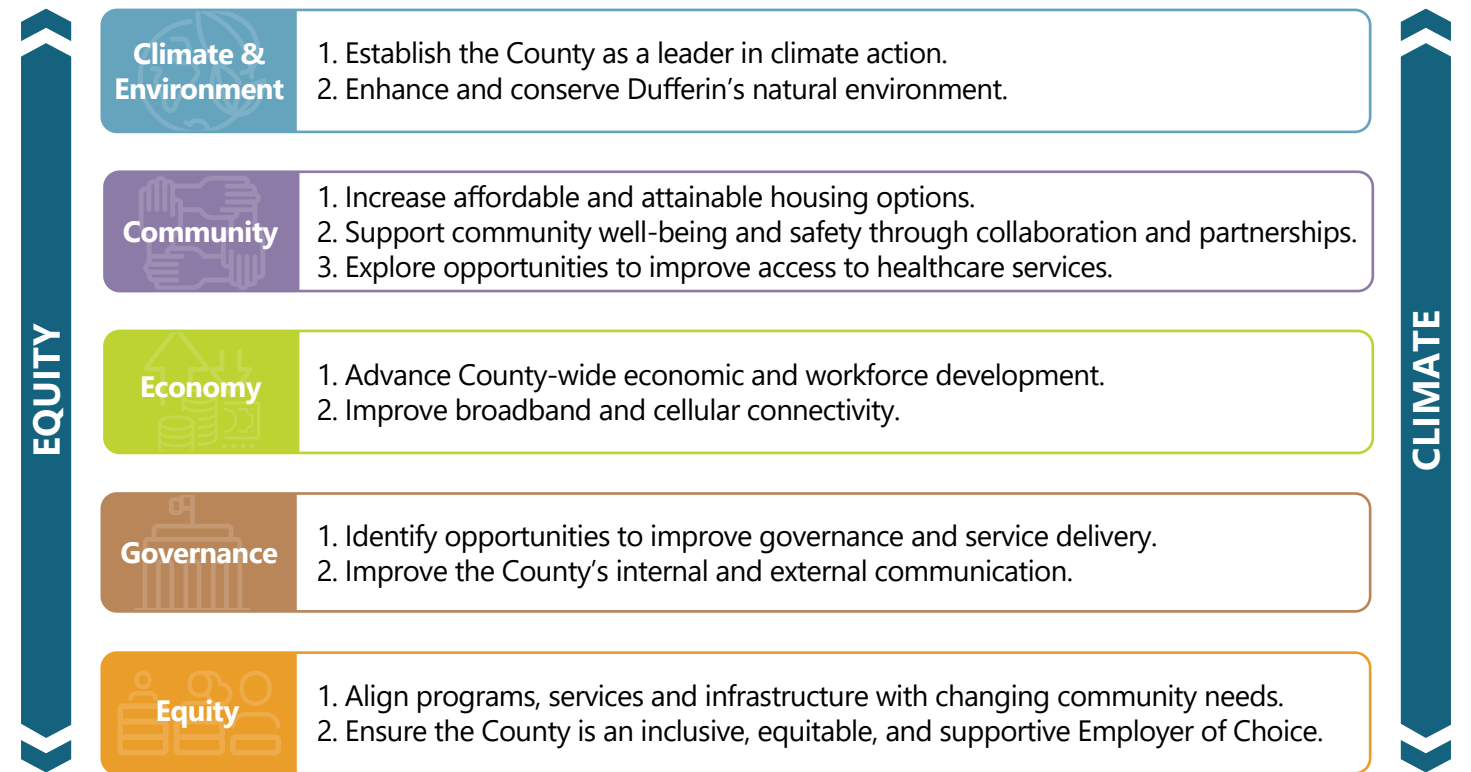 EQUITY
Climate &
Environment
1. Establish the County as a leader in climate action.
2. Enhance and conserve Dufferin's natural environment.
Community
1. Increase affordable and attainable housing options.
2. Support community well-being and safety through collaboration and partnerships.
3. Explore opportunities to improve access to healthcare services.
Economy
1. Advance County-wide economic and workforce development.
2. Improve broadband and cellular connectivity.
Governance
1. Identify opportunities to improve governance and service delivery.
2. Improve the County's internal and external communication.
Equity
1. Align programs, services and infrastructure with changing community needs.
2. Ensure the County is an inclusive, equitable, and supportive Employer of Choice.
CLIMATE